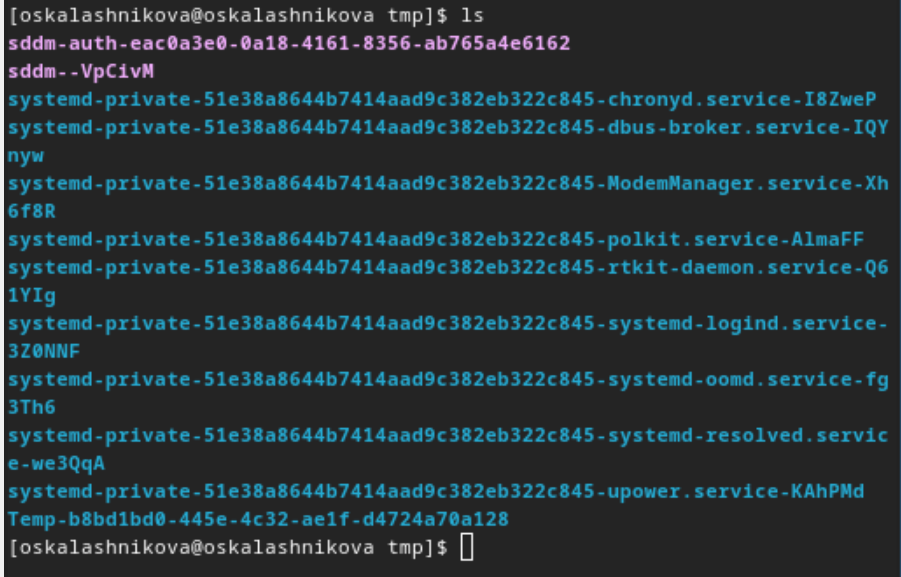 [oskalashnikova@oskalashnikova tmp]$ ls
sddm-auth-eac0a3e0-0a18-4161-8356-ab765a4e6162
sddm--VpCivM
systemd-private-51e38a8644b7414aad9c382eb322c845-chronyd.service-I8ZweP
systemd-private-51e38a8644b7414aad9c382eb322c845-dbus-broker.service-IQY
nyw
systemd-private-51e38a8644b7414aad9c382eb322c845-ModemManager.service-Xh
6f8R
systemd-private-51e38a8644b7414aad9c382eb322c845-polkit.service-AlmaFF
systemd-private-51e38a8644b7414aad9c382eb322c845-rtkit-daemon.service-Q6
1YIg
systemd-private-51e38a8644b7414aad9c382eb322c845-systemd-logind.service-
3Z0NNF
systemd-private-51e38a8644b7414aad9c382eb322c845-systemd-oomd.service-fg
3Th6
systemd-private-51e38a8644b7414aad9c382eb322c845-systemd-resolved.servic
e-we3QqA
systemd-private-51e38a8644b7414aad9c382eb322c845-upower.service-KAhPMd
Temp-b8bd1bd0-445e-4c32-ae1f-d4724a70a128
[oskalashnikova@oskalashnikova tmp]$